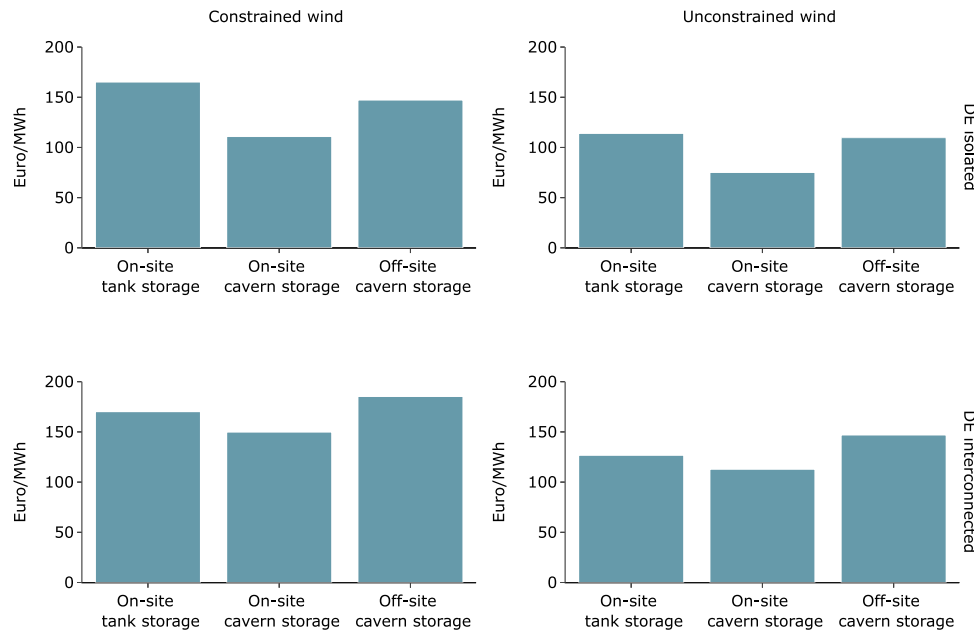 Constrained wind
Unconstrained wind
200
150
100
50
0
Euro/MWh
On-site
tank storage
On-site
cavern storage
Off-site
cavern storage
200
150
100
50
0
Euro/MWh
On-site
tank storage
On-site
cavern storage
Off-site
cavern storage
DE isolated
200
150
100
50
0
Euro/MWh
On-site
tank storage
On-site
cavern storage
Off-site
cavern storage
200
150
100
50
0
Euro/MWh
On-site
tank storage
On-site
cavern storage
Off-site
cavern storage
DE interconnected